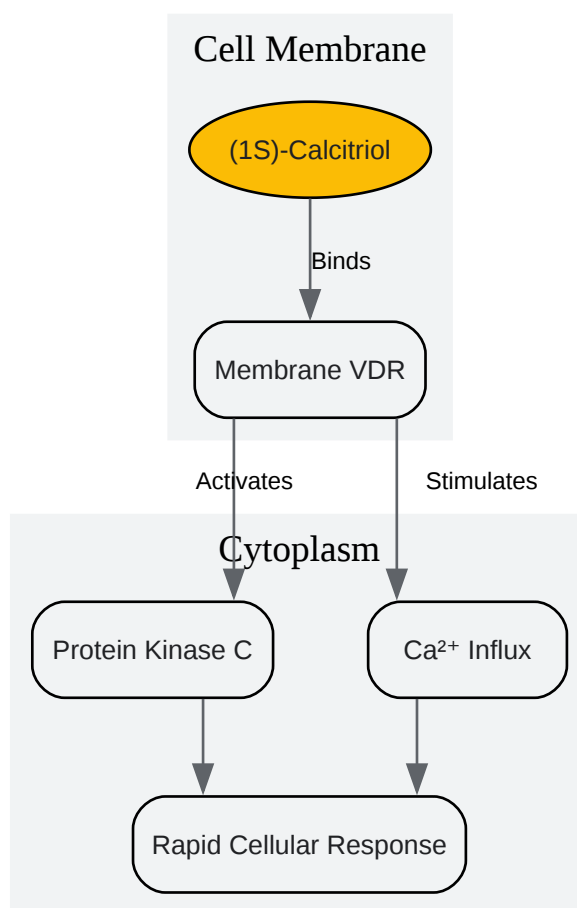 Cell Membrane
(1S)-Calcitriol
Binds
Membrane VDR
Activates
Stimulates
Cytoplasm
Protein Kinase C
Ca²⁺ Influx
Rapid Cellular Response